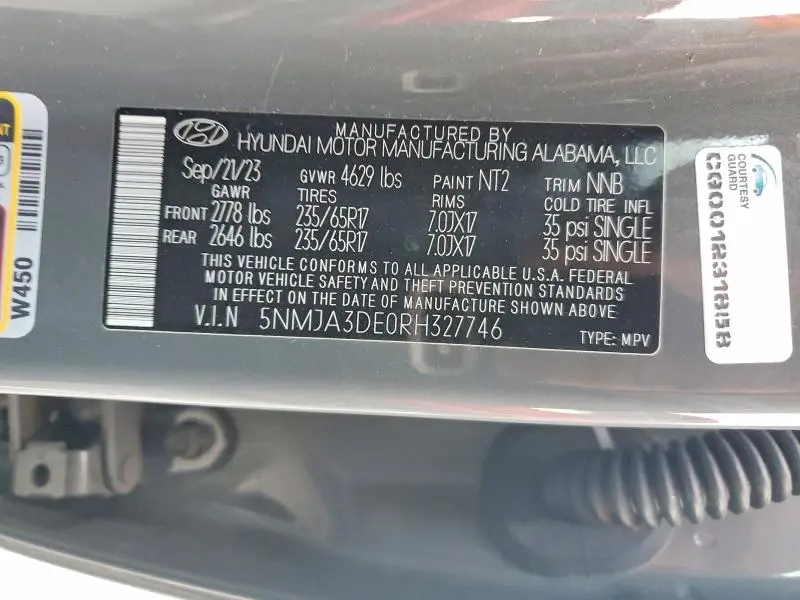 MANUFACTURED BY
HYUNDAI MOTOR MANUFACTURING ALABAMA, LLC
Sep/21/23 GVWR 4629 lbs PAINT NT2 TRIM NNB
GAWR TIRES RIMS COLD TIRE INFL
FRONT 2778 lbs 235/65R17 7.0JX17 35 psi SINGLE
REAR 2646 lbs 235/65R17 7.0JX17 35 psi SINGLE
THIS VEHICLE CONFORMS TO ALL APPLICABLE U.S.A. FEDERAL
MOTOR VEHICLE SAFETY AND THEFT PREVENTION STANDARDS
IN EFFECT ON THE DATE OF MANUFACTURE SHOWN ABOVE
V.I.N 5NMJA3DE0RH327746 TYPE: MPV
W450
COURTESY
GUARD
CG0012318158